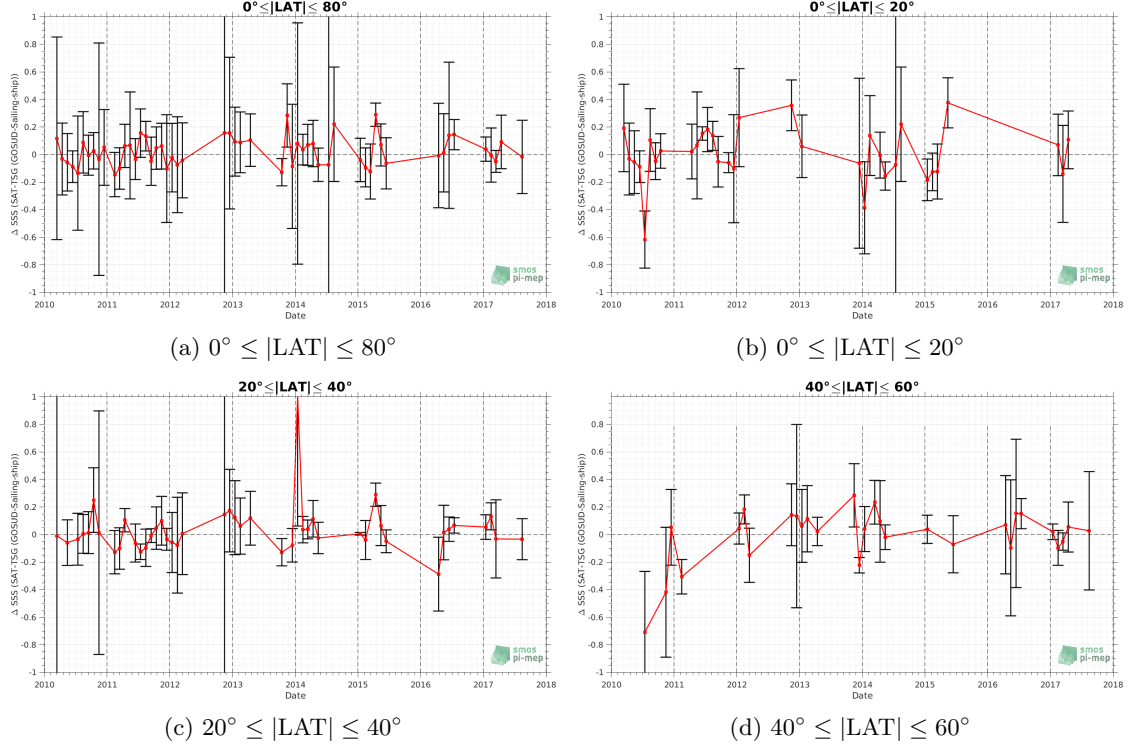 0°≤|LAT|≤ 80°
Δ SSS (SAT-TSG (GOSUD-Sailing-ship))
1
0.8
0.6
0.4
0.2
0
-0.2
-0.4
-0.6
-0.8
-1
smos
pi-mep
2010 2011 2012 2013 2014 2015 2016 2017 2018
Date
(a) 0° ≤ |LAT| ≤ 80°
0°≤|LAT|≤ 20°
Δ SSS (SAT-TSG (GOSUD-Sailing-ship))
1
0.8
0.6
0.4
0.2
0
-0.2
-0.4
-0.6
-0.8
-1
smos
pi-mep
2010 2011 2012 2013 2014 2015 2016 2017 2018
Date
(b) 0° ≤ |LAT| ≤ 20°
20°≤|LAT|≤ 40°
Δ SSS (SAT-TSG (GOSUD-Sailing-ship))
1
0.8
0.6
0.4
0.2
0
-0.2
-0.4
-0.6
-0.8
-1
smos
pi-mep
2010 2011 2012 2013 2014 2015 2016 2017 2018
Date
(c) 20° ≤ |LAT| ≤ 40°
40°≤|LAT|≤ 60°
Δ SSS (SAT-TSG (GOSUD-Sailing-ship))
1
0.8
0.6
0.4
0.2
0
-0.2
-0.4
-0.6
-0.8
-1
smos
pi-mep
2010 2011 2012 2013 2014 2015 2016 2017 2018
Date
(d) 40° ≤ |LAT| ≤ 60°